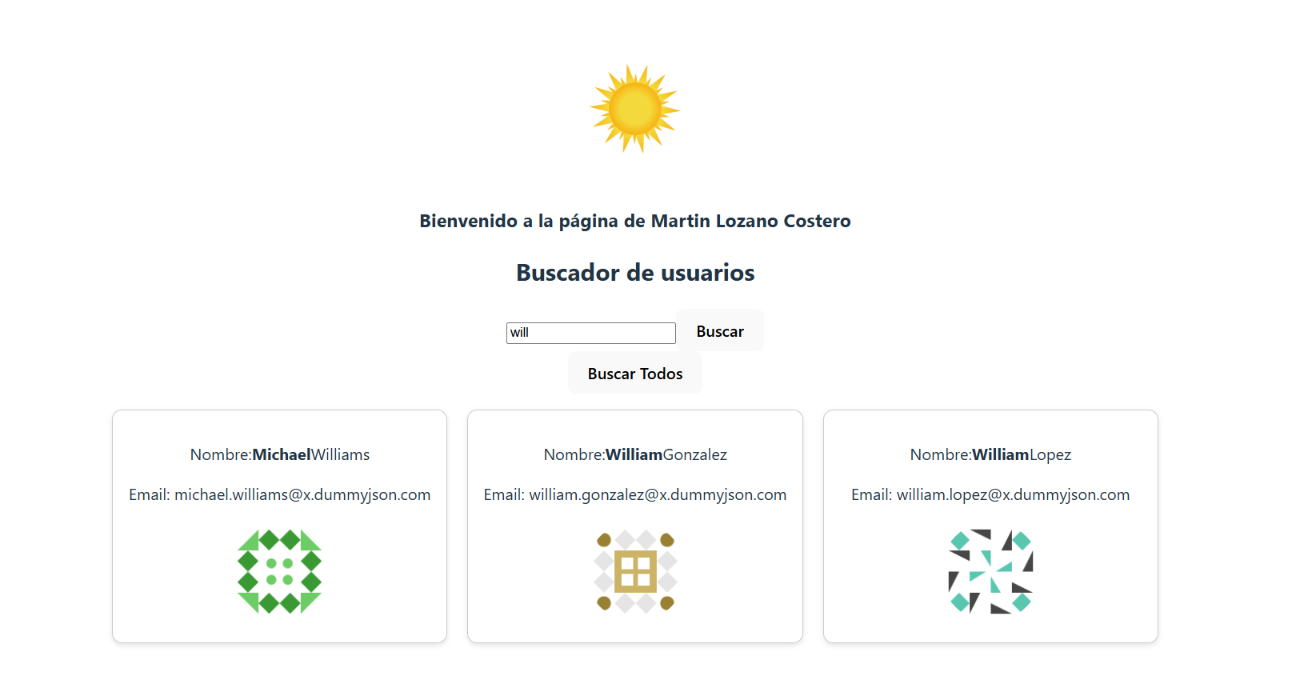 Bienvenido a la página de Martin Lozano Costero
Buscador de usuarios
will Buscar
Buscar Todos
Nombre:MichaelWilliams
Email: michael.williams@x.dummyjson.com
Nombre:WilliamGonzalez
Email: william.gonzalez@x.dummyjson.com
Nombre:WilliamLopez
Email: william.lopez@x.dummyjson.com